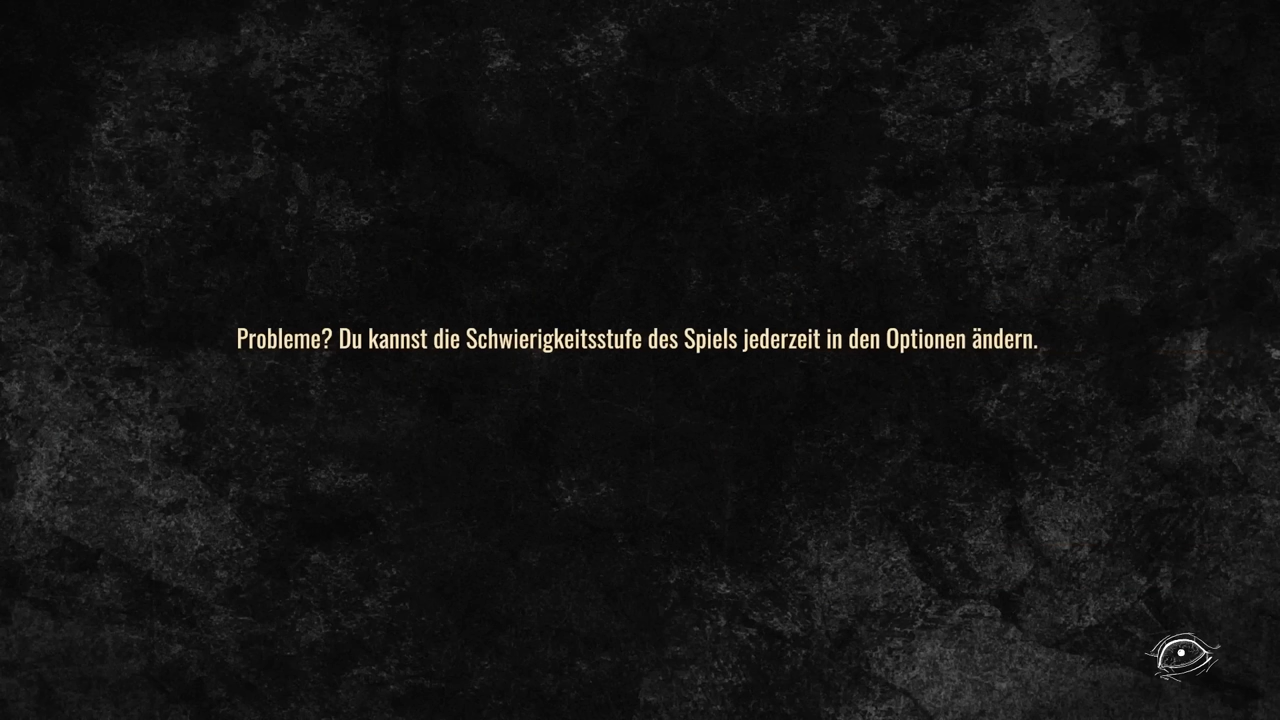 Probleme? Du kannst die Schwierigkeitsstufe des Spiels jederzeit in den Optionen ändern.